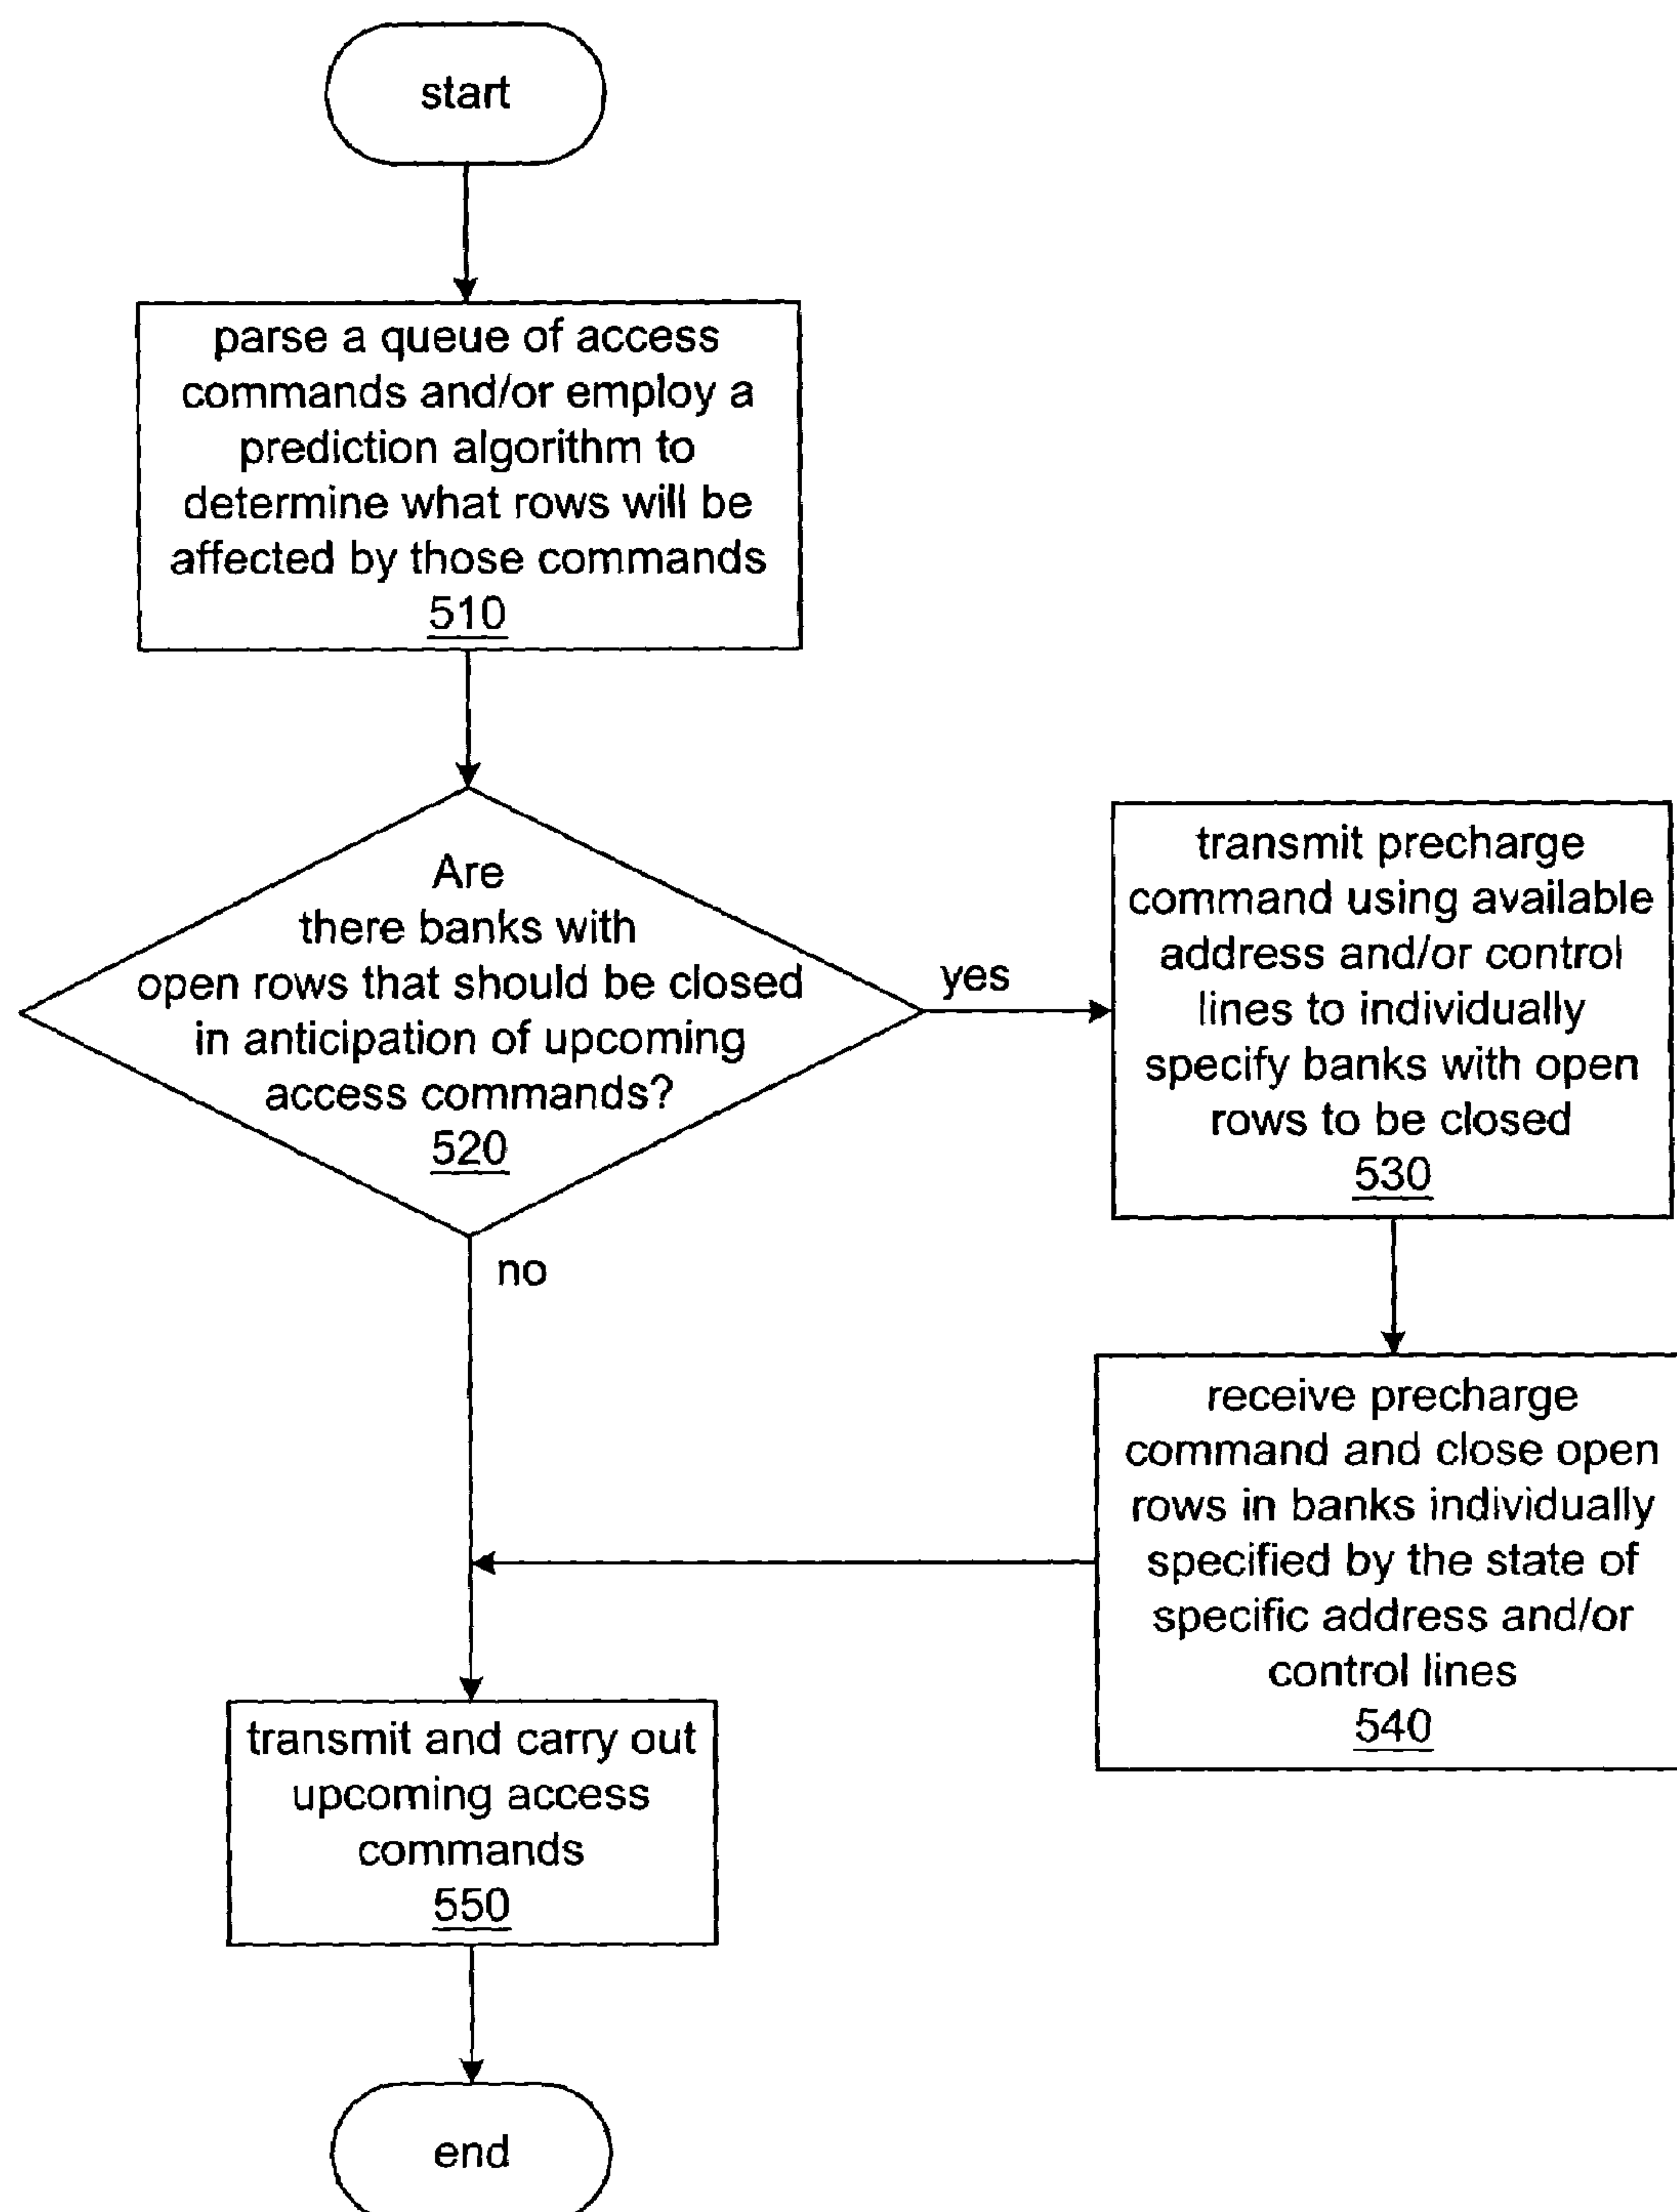 start
parse a queue of access
commands and/or employ a
prediction algorithm to
determine what rows will be
affected by those commands
510
Are
there banks with
open rows that should be closed
in anticipation of upcoming
access commands?
520
yes
no
transmit precharge
command using available
address and/or control
lines to individually
specify banks with open
rows to be closed
530
receive precharge
command and close open
rows in banks individually
specified by the state of
specific address and/or
control lines
540
transmit and carry out
upcoming access
commands
550
end